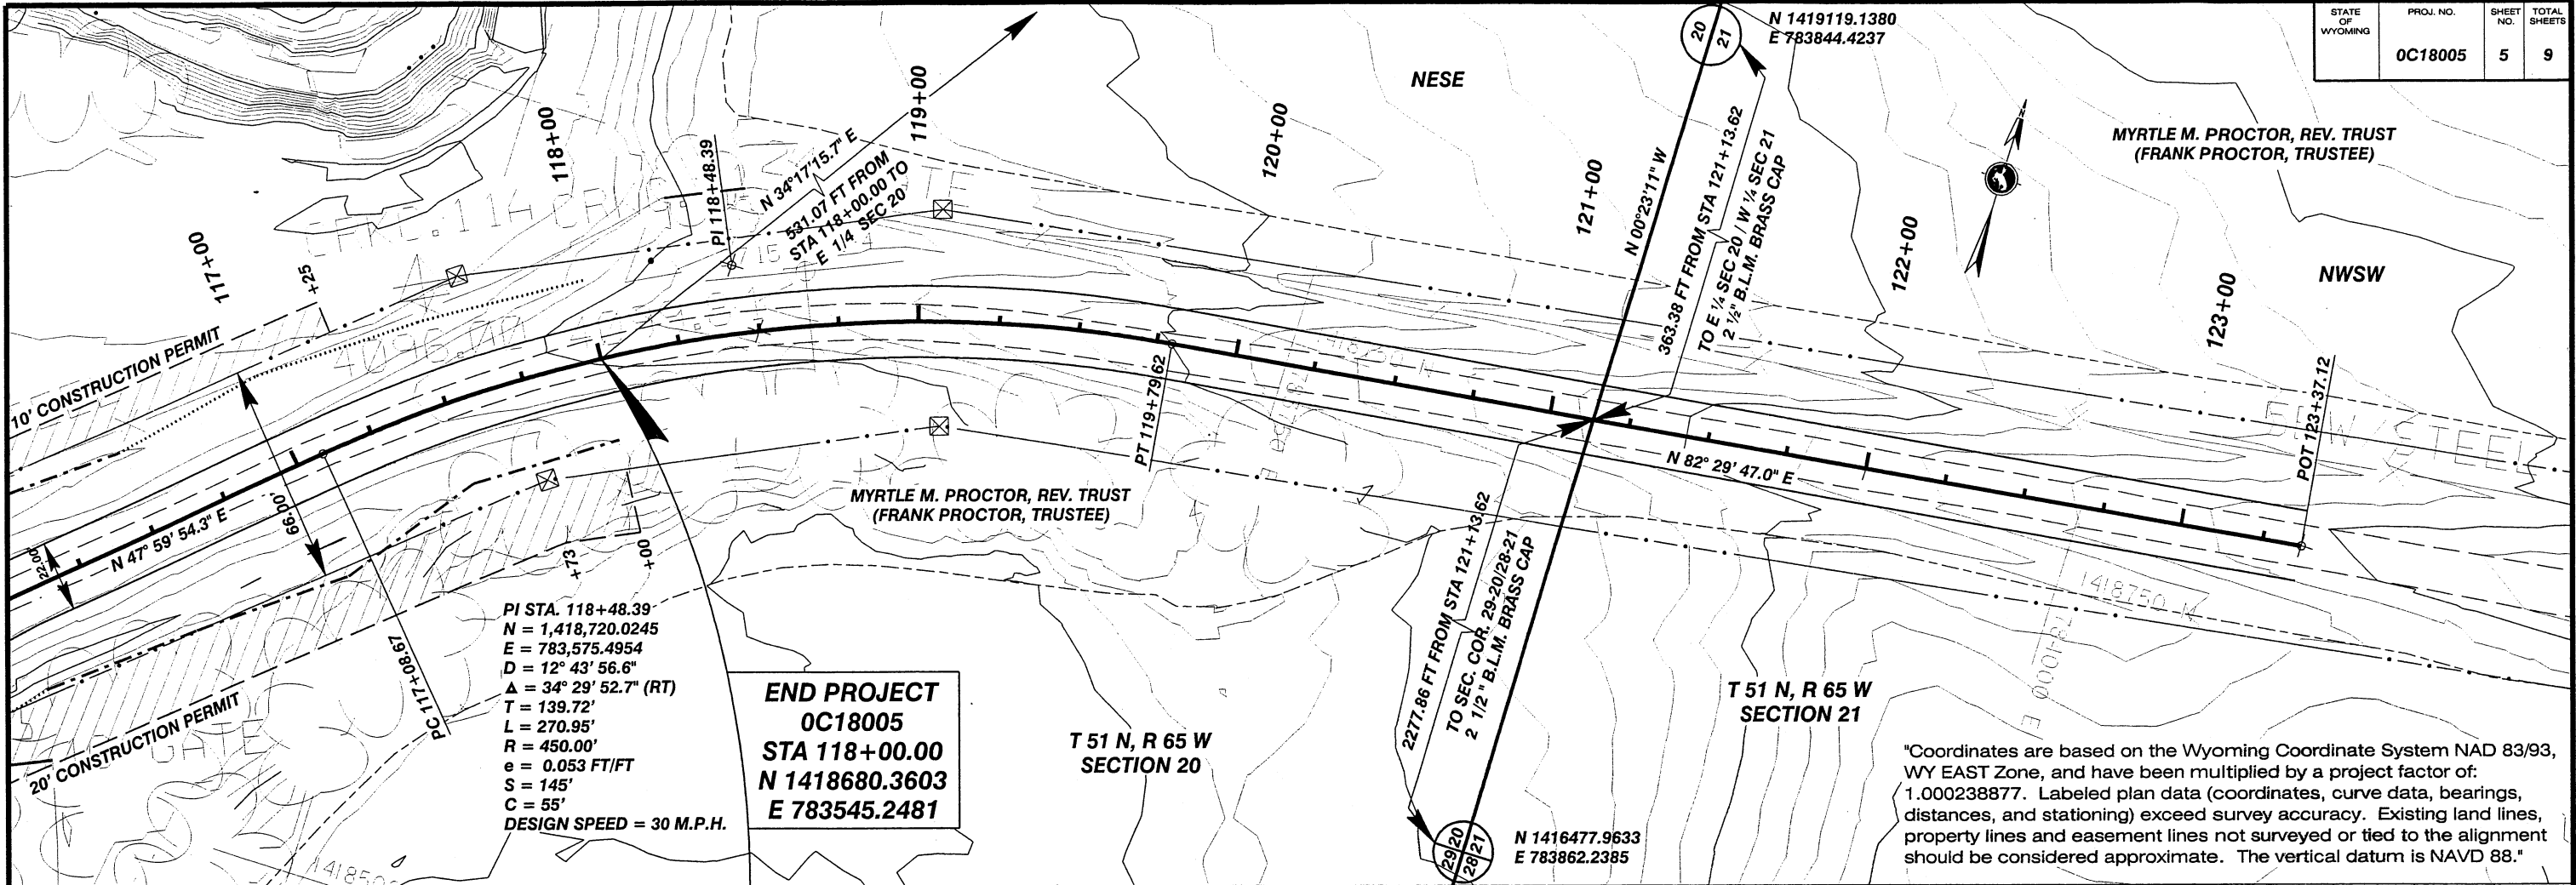 STATE OF WYOMING
PROJ. NO.
SHEET NO.
TOTAL SHEETS
0C18005
5
9
20
21
N 1419119.1380
E 783844.4237
NESE
MYRTLE M. PROCTOR, REV. TRUST
(FRANK PROCTOR, TRUSTEE)
NWSW
117+00
+25
118+00
PI 118+48.39
N 34°17'15.7" E
531.07 FT FROM
STA 118+00.00 TO
E 1/4 SEC 20
119+00
120+00
121+00
N 00°23'11" W
363.38 FT FROM STA 121+13.62
TO E ¼ SEC 20 / W ¼ SEC 21
2 ½" B.L.M. BRASS CAP
122+00
123+00
10' CONSTRUCTION PERMIT
4096.00
1418750 N
PT 119+79.62
POT 123+37.12
55W STEEL
N 82° 29' 47.0" E
66.00'
22.00'
N 47° 59' 54.3" E
+73
+00
MYRTLE M. PROCTOR, REV. TRUST
(FRANK PROCTOR, TRUSTEE)
2277.86 FT FROM STA 121+13.62
TO SEC. COR. 29-20/28-21
2 1/2" B.L.M. BRASS CAP
1418750 N
PC 117+08.67
20' CONSTRUCTION PERMIT
GATE
PI STA. 118+48.39
N = 1,418,720.0245
E = 783,575.4954
D = 12° 43' 56.6"
Δ = 34° 29' 52.7" (RT)
T = 139.72'
L = 270.95'
R = 450.00'
e = 0.053 FT/FT
S = 145'
C = 55'
DESIGN SPEED = 30 M.P.H.
END PROJECT
0C18005
STA 118+00.00
N 1418680.3603
E 783545.2481
T 51 N, R 65 W
SECTION 20
T 51 N, R 65 W
SECTION 21
29 20
28 21
N 1416477.9633
E 783862.2385
"Coordinates are based on the Wyoming Coordinate System NAD 83/93,
WY EAST Zone, and have been multiplied by a project factor of:
1.000238877. Labeled plan data (coordinates, curve data, bearings,
distances, and stationing) exceed survey accuracy. Existing land lines,
property lines and easement lines not surveyed or tied to the alignment
should be considered approximate. The vertical datum is NAVD 88."